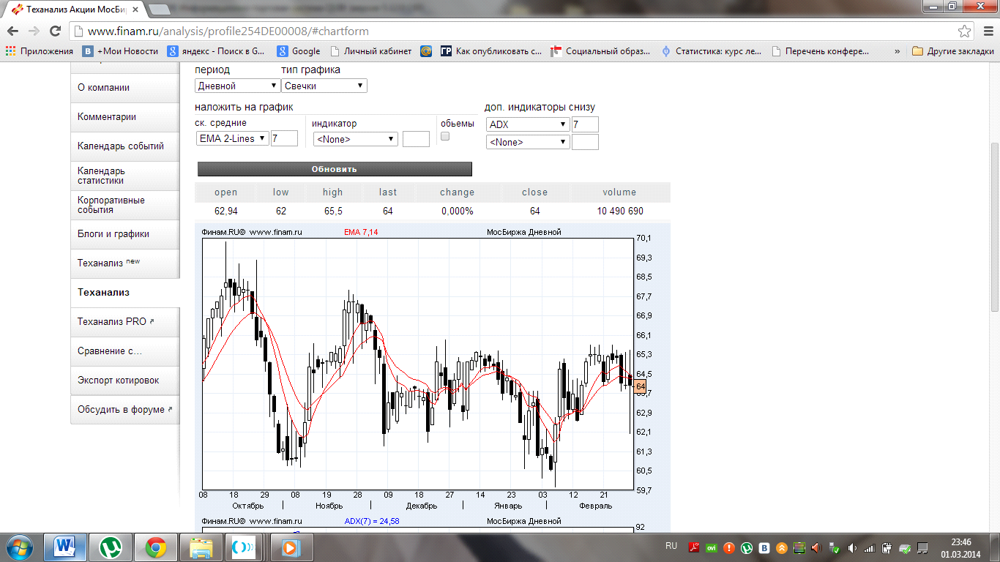 Теханализ Акции МосБир
www.finam.ru/analysis/profile254DE00008/#chartform
Приложения +Мои Новости яндекс - Поиск в G... Google Личный кабинет Как опубликовать с... Социальный образ... Статистика: курс ле... Перечень конфере... » Другие закладки
О компании
Комментарии
Календарь событий
Календарь
статистики
Корпоративные
события
Блоги и графики
Теханализ new
Теханализ
Теханализ PRO
Сравнение с...
Экспорт котировок
Обсудить в форуме
период тип графика
Дневной Свечки
наложить на график доп. индикаторы снизу
ск. средние индикатор обьемы ADX 7
EMA 2-Lines 7 <None> <None>
Обновить
open low high last change close volume
62,94 62 65,5 64 0,000% 64 10 490 690
Финам.RU© www.finam.ru EMA 7,14 МосБиржа Дневной
70,1
69,3
68,5
67,7
66,9
66,1
65,3
64,5
64
63,7
62,9
62,1
61,3
60,5
59,7
08 18 29 08 19 28 09 18 27 14 23 03 12 21
Октябрь Ноябрь Декабрь Январь Февраль
Финам.RU© www.finam.ru ADX(7) = 24,58 МосБиржа Дневной
92
RU 23:46
01.03.2014